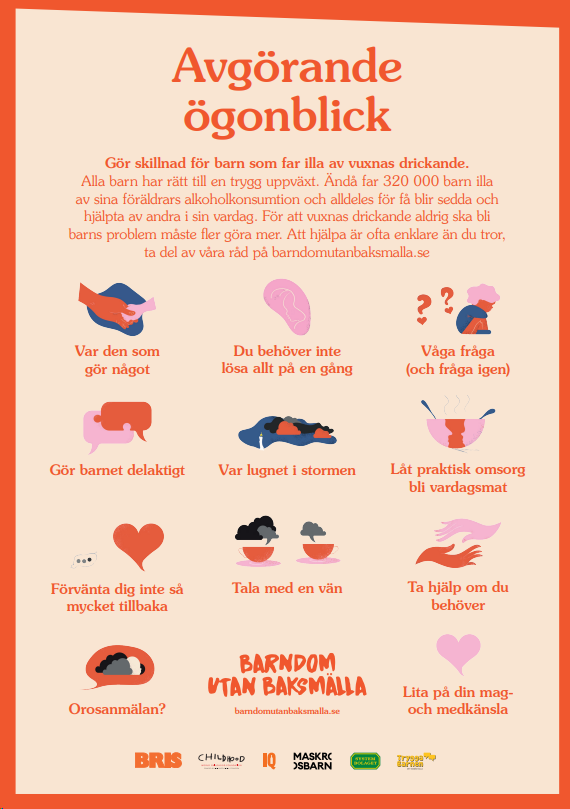 Avgörande
ögonblick
Gör skillnad för barn som far illa av vuxnas drickande.
Alla barn har rätt till en trygg uppväxt. Ändå far 320 000 barn illa
av sina föräldrars alkoholkonsumtion och alldeles för få blir sedda och
hjälpta av andra i sin vardag. För att vuxnas drickande aldrig ska bli
barns problem måste fler göra mer. Att hjälpa är ofta enklare än du tror,
ta del av våra råd på barndomutanbaksmalla.se
Var den som
gör något
Du behöver inte
lösa allt på en gång
Våga fråga
(och fråga igen)
Gör barnet delaktigt
Var lugnet i stormen
Låt praktisk omsorg
bli vardagsmat
Förvänta dig inte så
mycket tillbaka
Tala med en vän
Ta hjälp om du
behöver
Orosanmälan?
BARNDOM
UTAN BAKSMÄLLA
barndomutanbaksmalla.se
Lita på din mag-
och medkänsla
BRIS
CHILDHOOD
IQ
MASKRO
SBARN
SYSTEM
BOLAGET
Trygga
Barnen